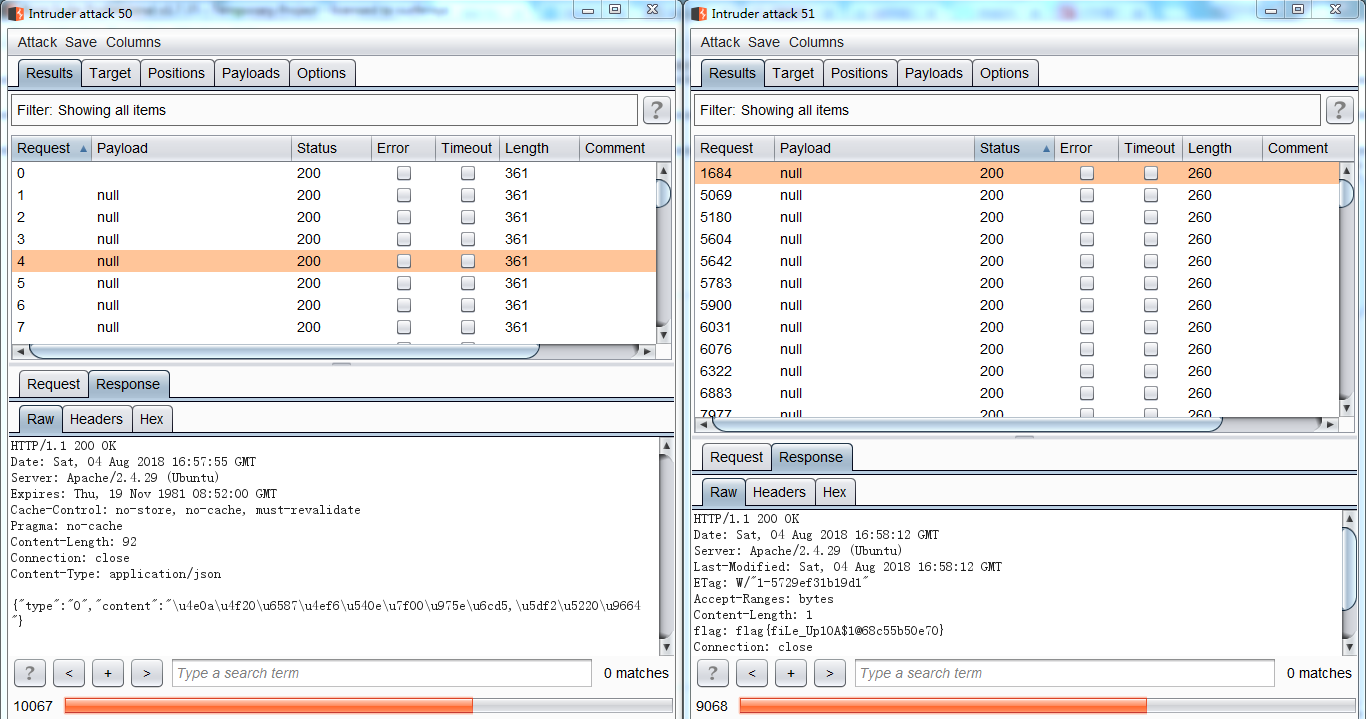 Intruder attack 50
Attack Save Columns
Results Target Positions Payloads Options
Filter: Showing all items
?
Request Payload Status Error Timeout Length Comment
0 200 361
1 null 200 361
2 null 200 361
3 null 200 361
4 null 200 361
5 null 200 361
6 null 200 361
7 null 200 361
Request Response
Raw Headers Hex
HTTP/1.1 200 OK
Date: Sat, 04 Aug 2018 16:57:55 GMT
Server: Apache/2.4.29 (Ubuntu)
Expires: Thu, 19 Nov 1981 08:52:00 GMT
Cache-Control: no-store, no-cache, must-revalidate
Pragma: no-cache
Content-Length: 92
Connection: close
Content-Type: application/json
{"type":"0","content":"\u4e0a\u4f20\u6587\u4ef6\u540e\u7f00\u975e\u6cd5,\u5df2\u5220\u9664
"}
? < + > Type a search term 0 matches
10067
Intruder attack 51
Attack Save Columns
Results Target Positions Payloads Options
Filter: Showing all items
?
Request Payload Status Error Timeout Length Comment
1684 null 200 260
5069 null 200 260
5180 null 200 260
5604 null 200 260
5642 null 200 260
5783 null 200 260
5900 null 200 260
6031 null 200 260
6076 null 200 260
6322 null 200 260
6883 null 200 260
7977 null 200 260
Request Response
Raw Headers Hex
HTTP/1.1 200 OK
Date: Sat, 04 Aug 2018 16:58:12 GMT
Server: Apache/2.4.29 (Ubuntu)
Last-Modified: Sat, 04 Aug 2018 16:58:12 GMT
ETag: W/"1-5729ef31b19d1"
Accept-Ranges: bytes
Content-Length: 1
flag: flag{fiLe_Up10A$1@68c55b50e70}
Connection: close
? < + > Type a search term 0 matches
9068